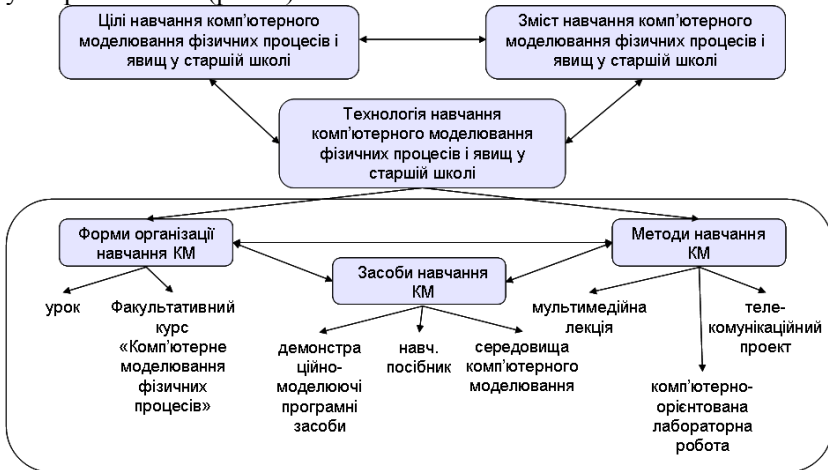 Цілі навчання комп'ютерного
моделювання фізичних процесів і
явищ у старшій школі
Зміст навчання комп'ютерного
моделювання фізичних процесів і
явищ у старшій школі
Технологія навчання
комп'ютерного моделювання
фізичних процесів і явищ у
старшій школі
Форми організації
навчання КМ
Засоби навчання
КМ
Методи навчання
КМ
урок
Факультативний
курс
«Комп'ютерне
моделювання
фізичних
процесів»
демонстра
ційно-
моделюючі
програмні
засоби
навч.
посібник
середовища
комп'ютерного
моделювання
мультимедійна
лекція
комп'ютерно-
орієнтована
лабораторна
робота
теле-
комунікаційний
проект